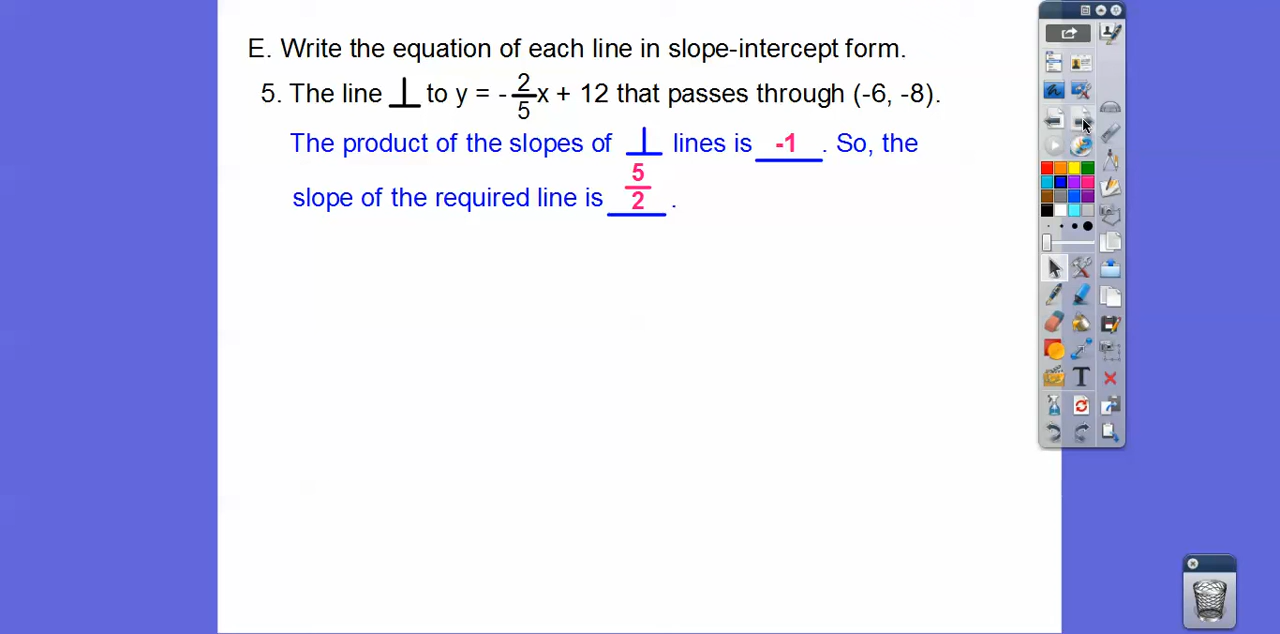 E. Write the equation of each line in slope-intercept form.
5. The line ⊥ to y = -2/5x + 12 that passes through (-6, -8).
The product of the slopes of ⊥ lines is -1. So, the
slope of the required line is 5/2.
T